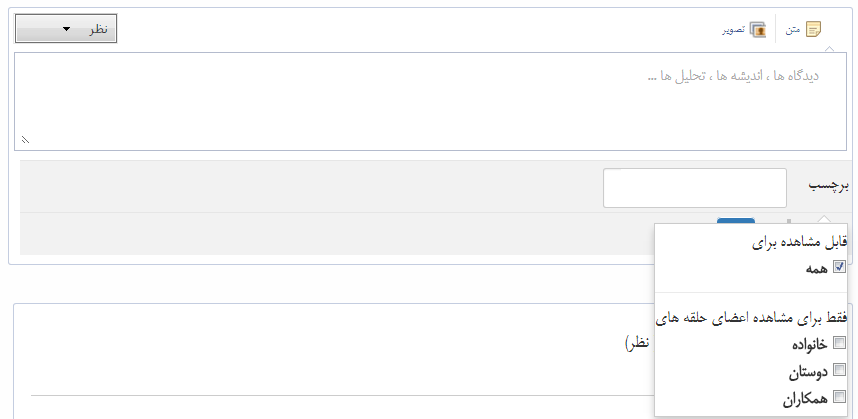 متن
تصویر
نظر
دیدگاه ها ، اندیشه ها ، تحلیل ها ...
برچسب
قابل مشاهده برای
همه
فقط برای مشاهده اعضای حلقه های
خانواده
دوستان
همکاران
نظر)